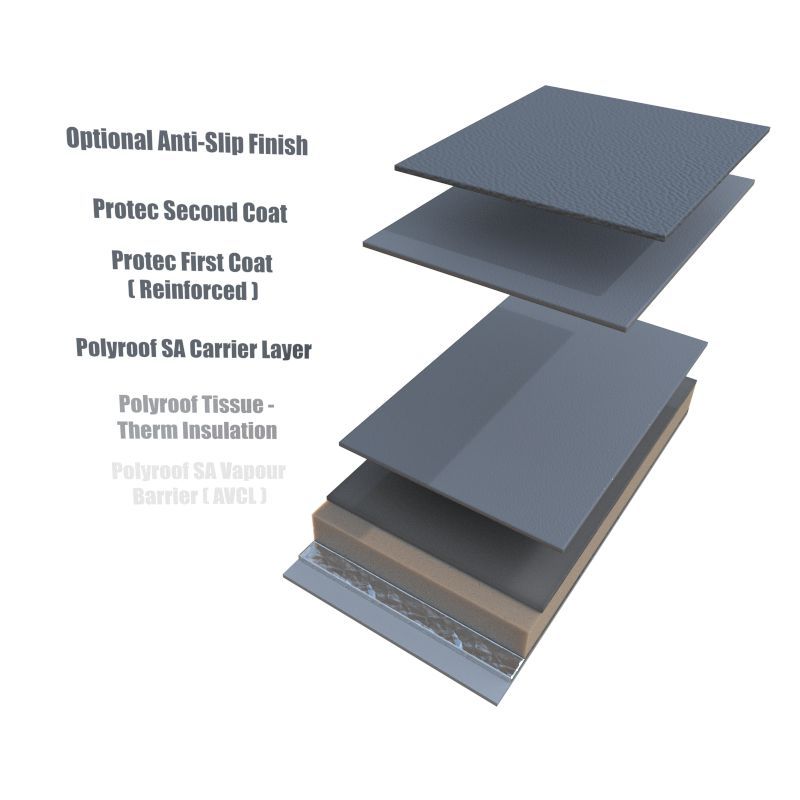 Optional Anti-Slip Finish
Protec Second Coat
Protec First Coat
( Reinforced )
Polyroof SA Carrier Layer
Polyroof Tissue -
Therm Insulation
Polyroof SA Vapour
Barrier ( AVCL )